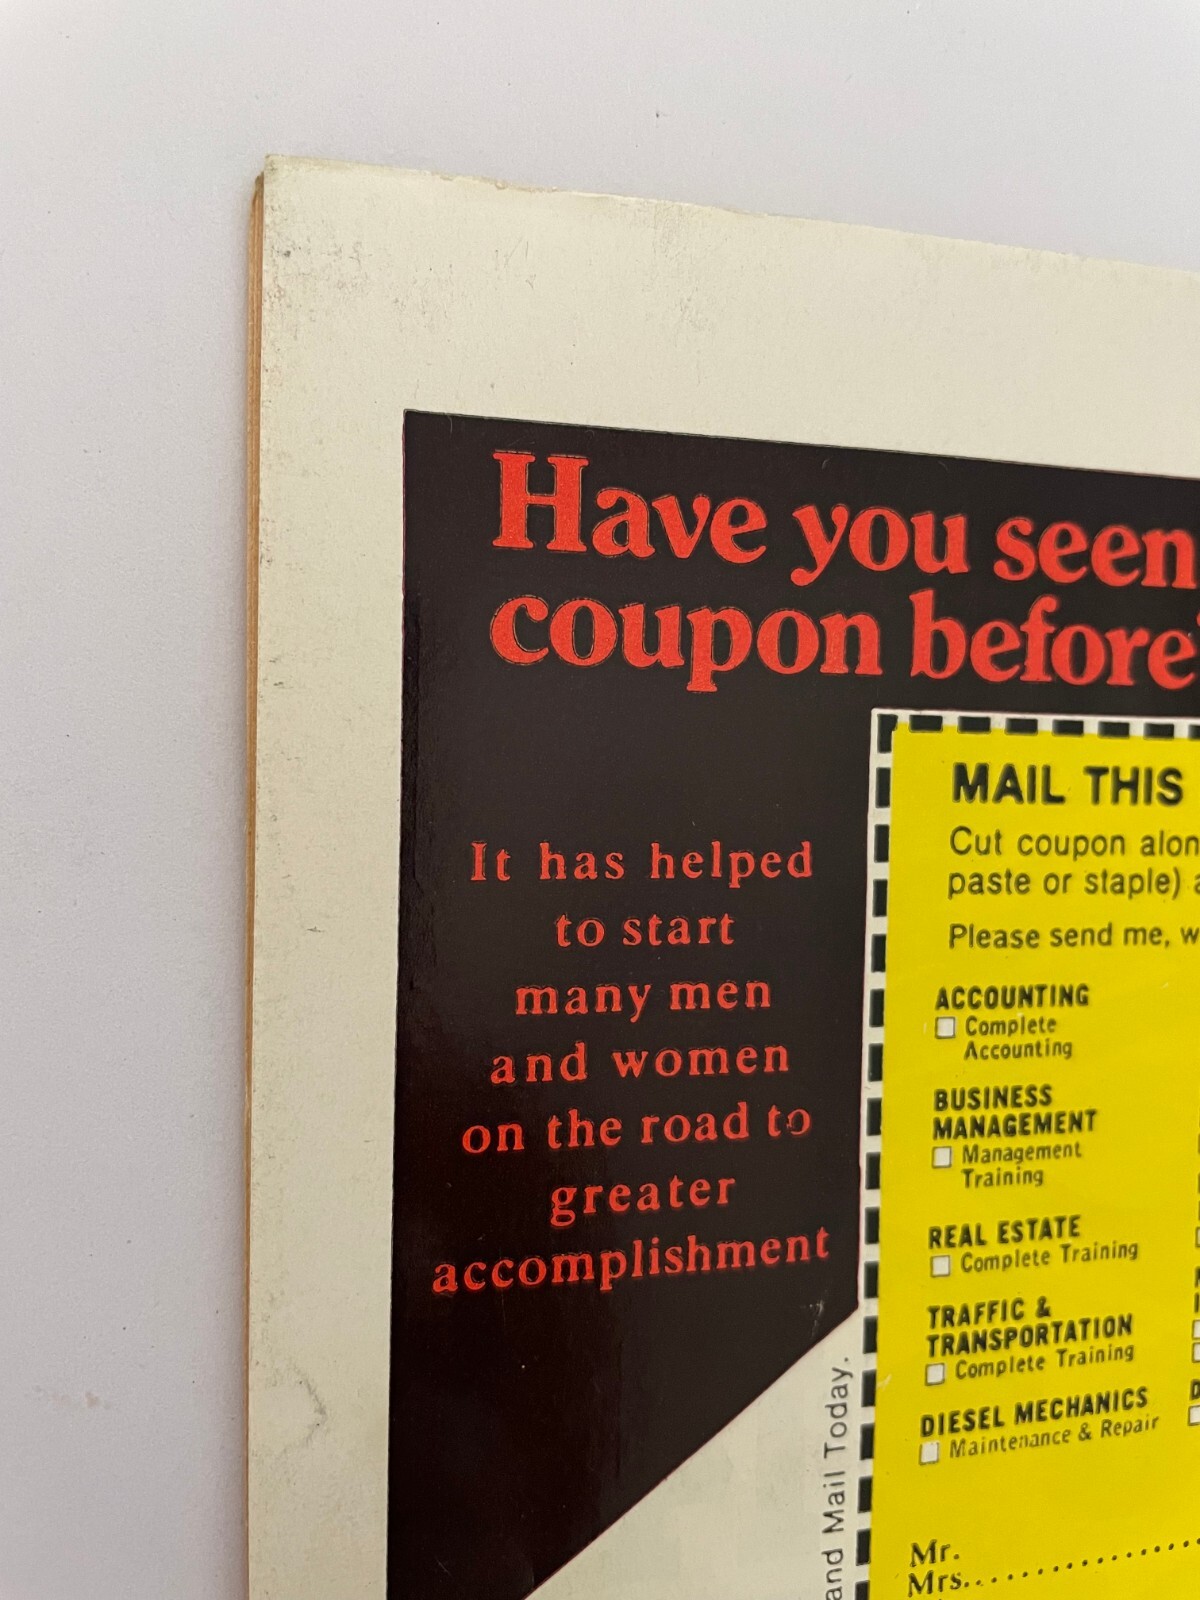 Have you seen
coupon before
It has helped
to start
many men
and women
on the road to
greater
accomplishment
and Mail Today.
MAIL THIS
Cut coupon alon
paste or staple) a
Please send me, w
ACCOUNTING
Complete
Accounting
BUSINESS
MANAGEMENT
Management
Training
REAL ESTATE
Complete Training
TRAFFIC &
TRANSPORTATION
Complete Training
DIESEL MECHANICS
Maintenance & Repair
Mr.
Mrs.